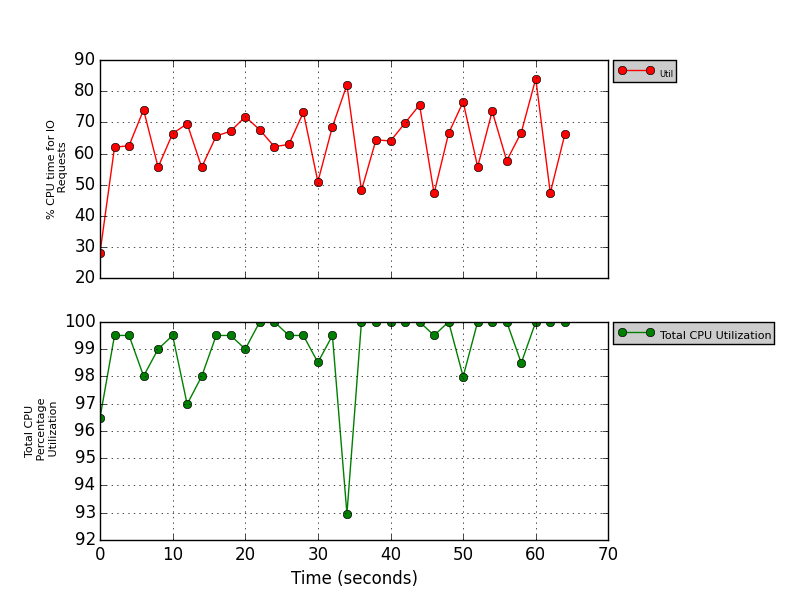 90
80
70
60
50
40
30
20
% CPU time for IO
Requests
Util
100
99
98
97
96
95
94
93
92
Total CPU
Percentage
Utilization
Total CPU Utilization
0 10 20 30 40 50 60 70
Time (seconds)